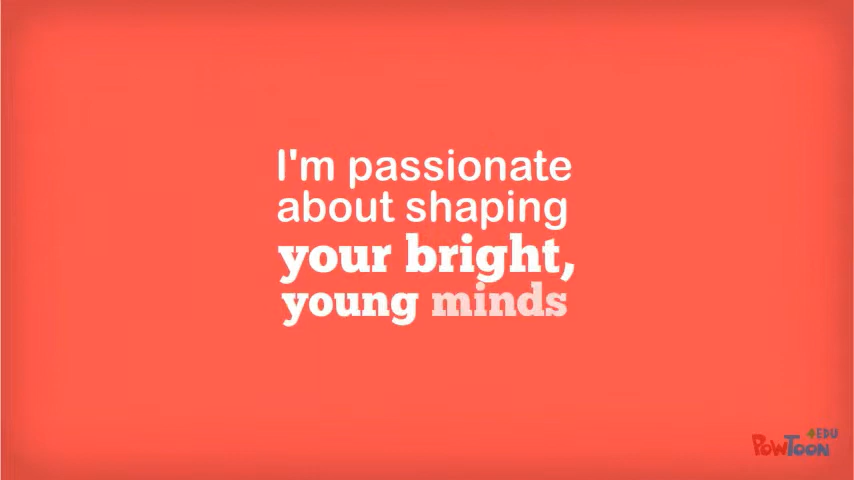 I'm passionate
about shaping
your bright,
young minds
4EDU
PowToon